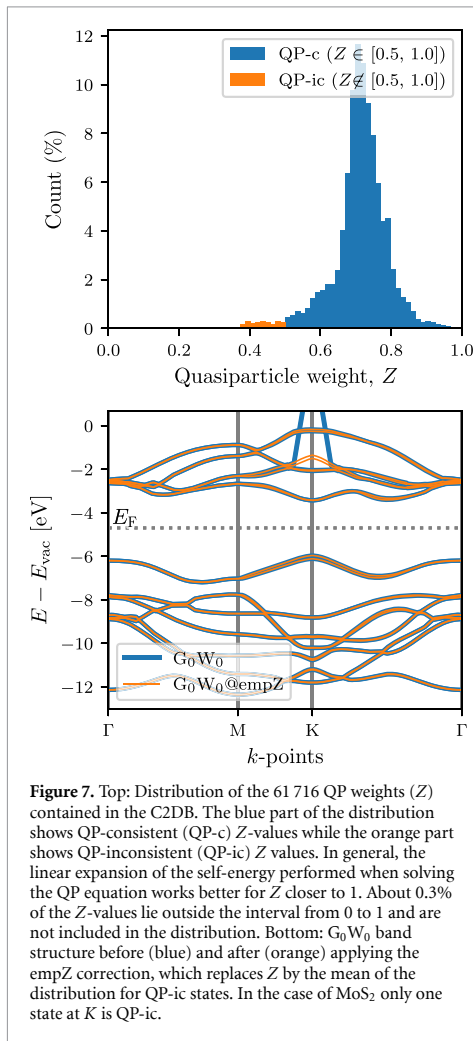 QP-c (Z ∈ [0.5, 1.0])
QP-ic (Z∉ [0.5, 1.0])
12
10
8
6
4
2
0
Count (%)
0.0 0.2 0.4 0.6 0.8 1.0
Quasiparticle weight, Z
0
−2
−4
−6
−8
−10
−12
E − Evac [eV]
EF
G0W0
G0W0@empZ
Γ M K Γ
k-points
Figure 7. Top: Distribution of the 61 716 QP weights (Z)
contained in the C2DB. The blue part of the distribution
shows QP-consistent (QP-c) Z-values while the orange part
shows QP-inconsistent (QP-ic) Z values. In general, the
linear expansion of the self-energy performed when solving
the QP equation works better for Z closer to 1. About 0.3%
of the Z-values lie outside the interval from 0 to 1 and are
not included in the distribution. Bottom: G0W0 band
structure before (blue) and after (orange) applying the
empZ correction, which replaces Z by the mean of the
distribution for QP-ic states. In the case of MoS2 only one
state at K is QP-ic.